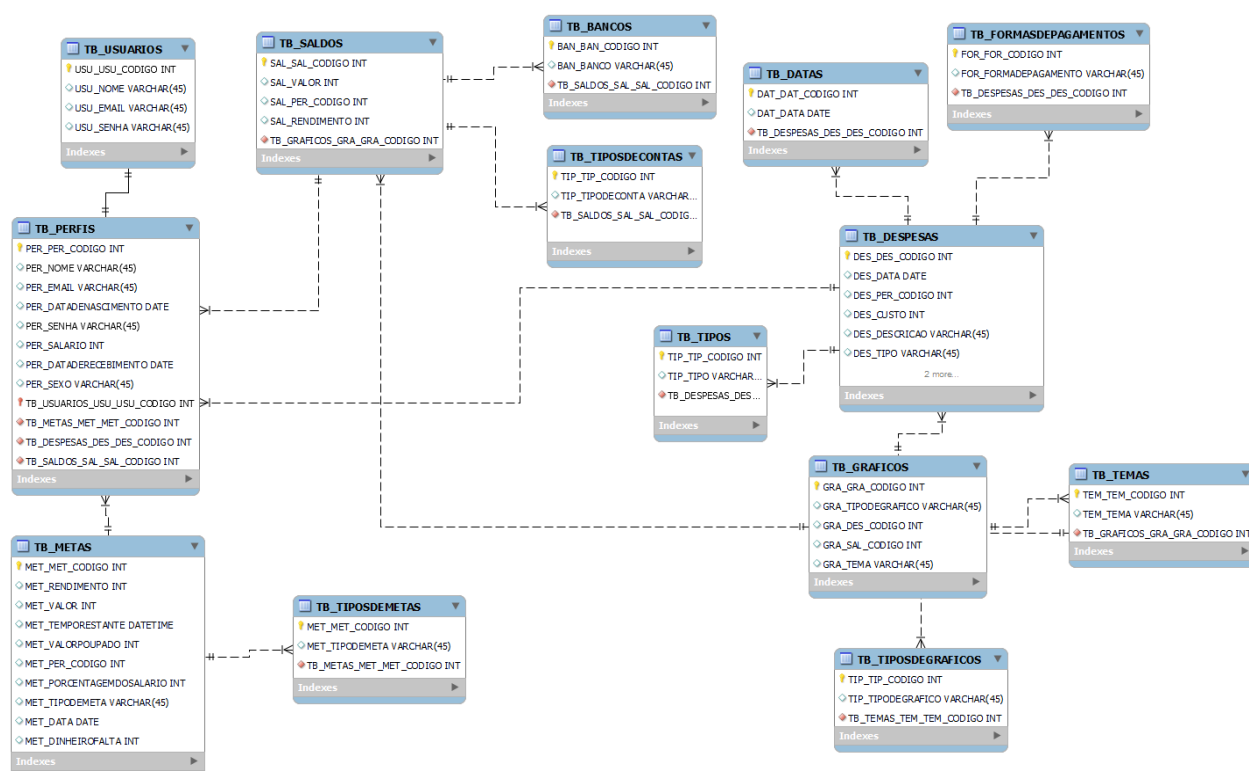 TB_USUARIOS
USU_USU_CODIGO INT
USU_NOME VARCHAR(45)
USU_EMAIL VARCHAR(45)
USU_SENHA VARCHAR(45)
Indexes
TB_SALDOS
SAL_SAL_CODIGO INT
SAL_VALOR INT
SAL_PER_CODIGO INT
SAL_RENDIMENTO INT
TB_GRAFICOS_GRA_GRA_CODIGO INT
Indexes
TB_BANCOS
BAN_BAN_CODIGO INT
BAN_BANCO VARCHAR(45)
TB_SALDOS_SAL_SAL_CODIGO INT
Indexes
TB_DATAS
DAT_DAT_CODIGO INT
DAT_DATA DATE
TB_DESPESAS_DES_DES_CODIGO INT
Indexes
TB_FORMASDEPAGAMENTOS
FOR_FOR_CODIGO INT
FOR_FORMADEPAGAMENTO VARCHAR(45)
TB_DESPESAS_DES_DES_CODIGO INT
Indexes
TB_TIPOSDECONTAS
TIP_TIP_CODIGO INT
TIP_TIPODECONTA VARCHAR...
TB_SALDOS_SAL_SAL_CODIG...
Indexes
TB_PERFIS
PER_PER_CODIGO INT
PER_NOME VARCHAR(45)
PER_EMAIL VARCHAR(45)
PER_DATADENASCIMENTO DATE
PER_SENHA VARCHAR(45)
PER_SALARIO INT
PER_DATADERECEBIMENTO DATE
PER_SEXO VARCHAR(45)
TB_USUARIOS_USU_USU_CODIGO INT
TB_METAS_MET_MET_CODIGO INT
TB_DESPESAS_DES_DES_CODIGO INT
TB_SALDOS_SAL_SAL_CODIGO INT
Indexes
TB_DESPESAS
DES_DES_CODIGO INT
DES_DATA DATE
DES_PER_CODIGO INT
DES_CUSTO INT
DES_DESCRICAO VARCHAR(45)
DES_TIPO VARCHAR(45)
2 more...
Indexes
TB_TIPOS
TIP_TIP_CODIGO INT
TIP_TIPO VARCHAR...
TB_DESPESAS_DES...
Indexes
TB_GRAFICOS
GRA_GRA_CODIGO INT
GRA_TIPODEGRAFICO VARCHAR(45)
GRA_DES_CODIGO INT
GRA_SAL_CODIGO INT
GRA_TEMA VARCHAR(45)
Indexes
TB_TEMAS
TEM_TEM_CODIGO INT
TEM_TEMA VARCHAR(45)
TB_GRAFICOS_GRA_GRA_CODIGO INT
Indexes
TB_METAS
MET_MET_CODIGO INT
MET_RENDIMENTO INT
MET_VALOR INT
MET_TEMPORESTANTE DATETIME
MET_VALORPOUPADO INT
MET_PER_CODIGO INT
MET_PORCENTAGEMDOSALARIO INT
MET_TIPODEMETA VARCHAR(45)
MET_DATA DATE
MET_DINHEIROFALTA INT
Indexes
TB_TIPOSDEMETAS
MET_MET_CODIGO INT
MET_TIPODEMETA VARCHAR(45)
TB_METAS_MET_MET_CODIGO INT
Indexes
TB_TIPOSDEGRAFICOS
TIP_TIP_CODIGO INT
TIP_TIPODEGRAFICO VARCHAR(45)
TB_TEMAS_TEM_TEM_CODIGO INT
Indexes